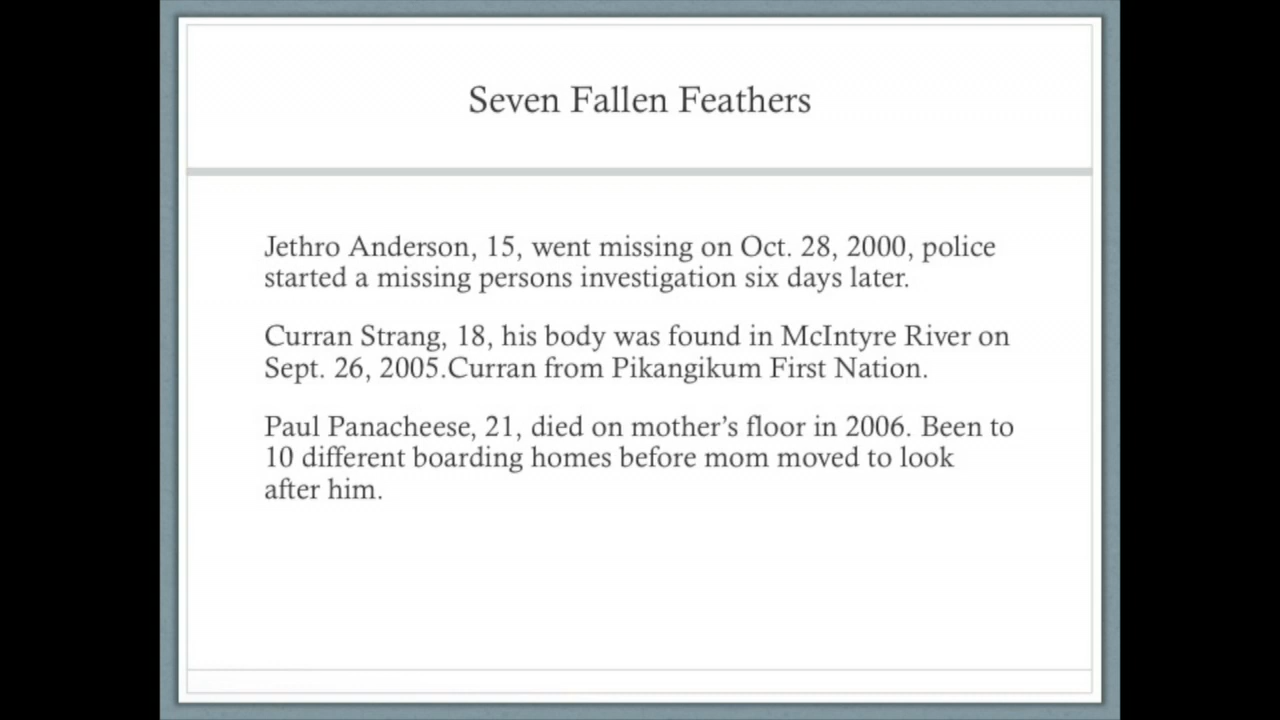 Seven Fallen Feathers
Jethro Anderson, 15, went missing on Oct. 28, 2000, police
started a missing persons investigation six days later.
Curran Strang, 18, his body was found in McIntyre River on
Sept. 26, 2005.Curran from Pikangikum First Nation.
Paul Panacheese, 21, died on mother’s floor in 2006. Been to
10 different boarding homes before mom moved to look
after him.